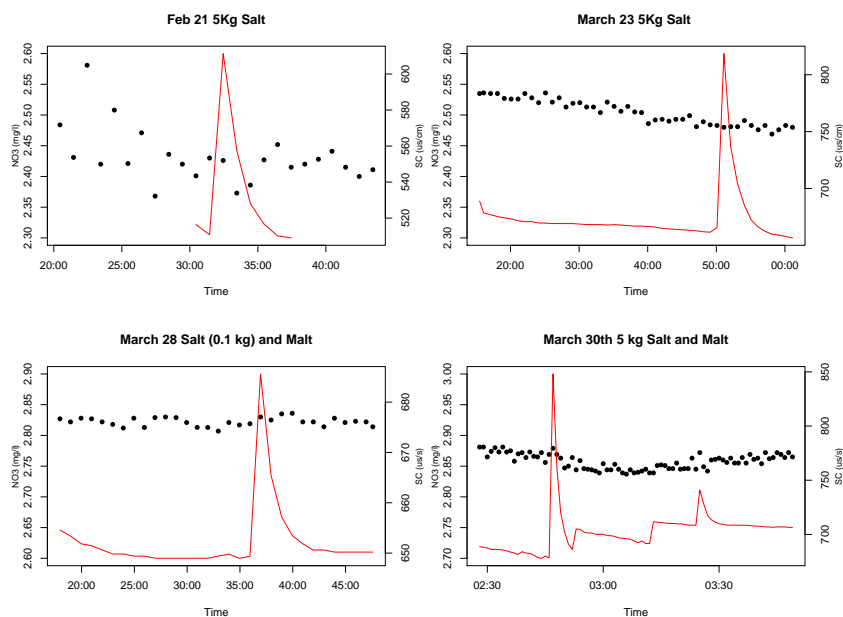 Feb 21 5Kg Salt
2.60
2.55
2.50
2.45
2.40
2.35
2.30
NO3 (mg/l)
600
580
560
540
520
SC (us/cm)
20:00 25:00 30:00 35:00 40:00
Time
March 23 5Kg Salt
2.60
2.55
2.50
2.45
2.40
2.35
2.30
NO3 (mg/l)
800
750
700
SC (us/cm)
20:00 30:00 40:00 50:00 00:00
Time
March 28 Salt (0.1 kg) and Malt
2.90
2.85
2.80
2.75
2.70
2.65
2.60
NO3 (mg/l)
680
670
660
650
SC (us/s)
20:00 25:00 30:00 35:00 40:00 45:00
Time
March 30th 5 kg Salt and Malt
3.00
2.95
2.90
2.85
2.80
2.75
2.70
NO3 (mg/l)
850
800
750
700
SC (us/s)
02:30 03:00 03:30
Time